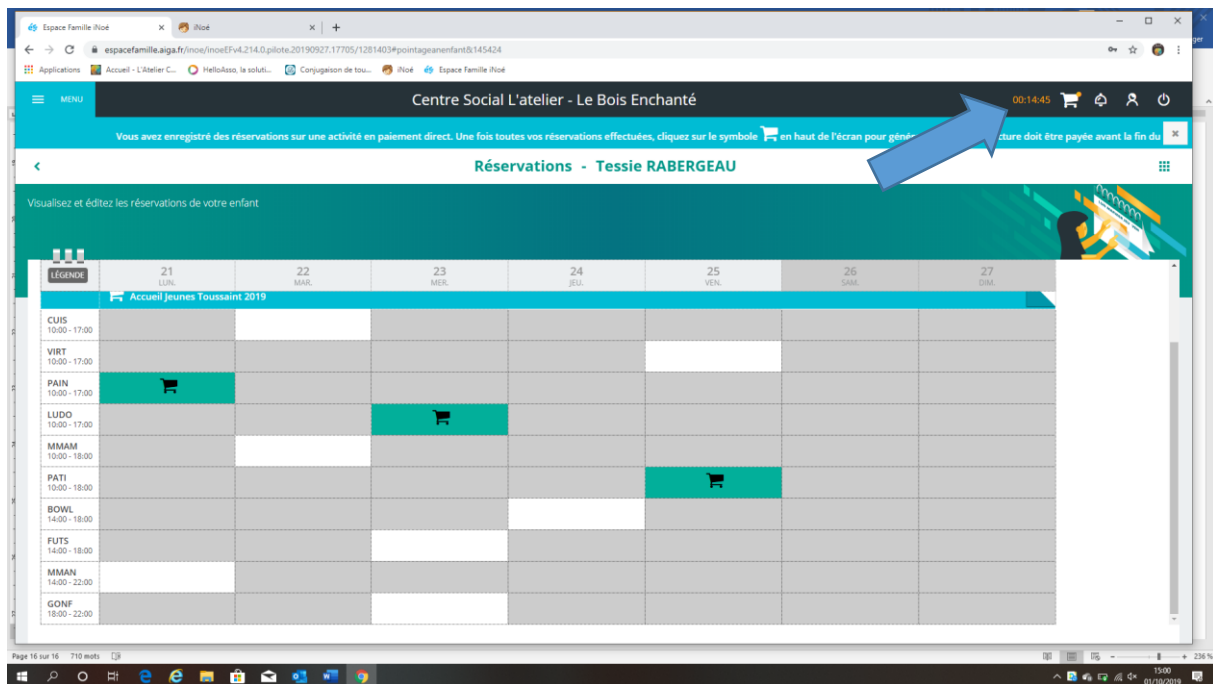 Espace Famille iNoé
iNoé
espacefamille.aiga.fr/inoe/inoeEFv4.214.0.pilote.20190927.17705/1281403#pointageanenfant&145424
ger
Applications
Accueil - L'Atelier C...
HelloAsso, la soluti...
Conjugaison de tou...
iNoé
Espace Famille iNoé
MENU
Centre Social L'atelier - Le Bois Enchanté
00:14:45
Vous avez enregistré des réservations sur une activité en paiement direct. Une fois toutes vos réservations effectuées, cliquez sur le symbole en haut de l'écran pour géné cture doit être payée avant la fin du
Réservations - Tessie RABERGEAU
Visualisez et éditez les réservations de votre enfant
LÉGENDE
21 22 23 24 25 26 27
LUN. MAR. MER. JEU. VEN. SAM. DIM.
Accueil Jeunes Toussaint 2019
CUIS
10:00 - 17:00
VIRT
10:00 - 17:00
PAIN
10:00 - 17:00
LUDO
10:00 - 17:00
MMAM
10:00 - 18:00
PATI
10:00 - 18:00
BOWL
14:00 - 18:00
FUTS
14:00 - 18:00
MMAN
14:00 - 22:00
GONF
18:00 - 22:00
Page 16 sur 16 710 mots
236 %
15:00
01/10/2019